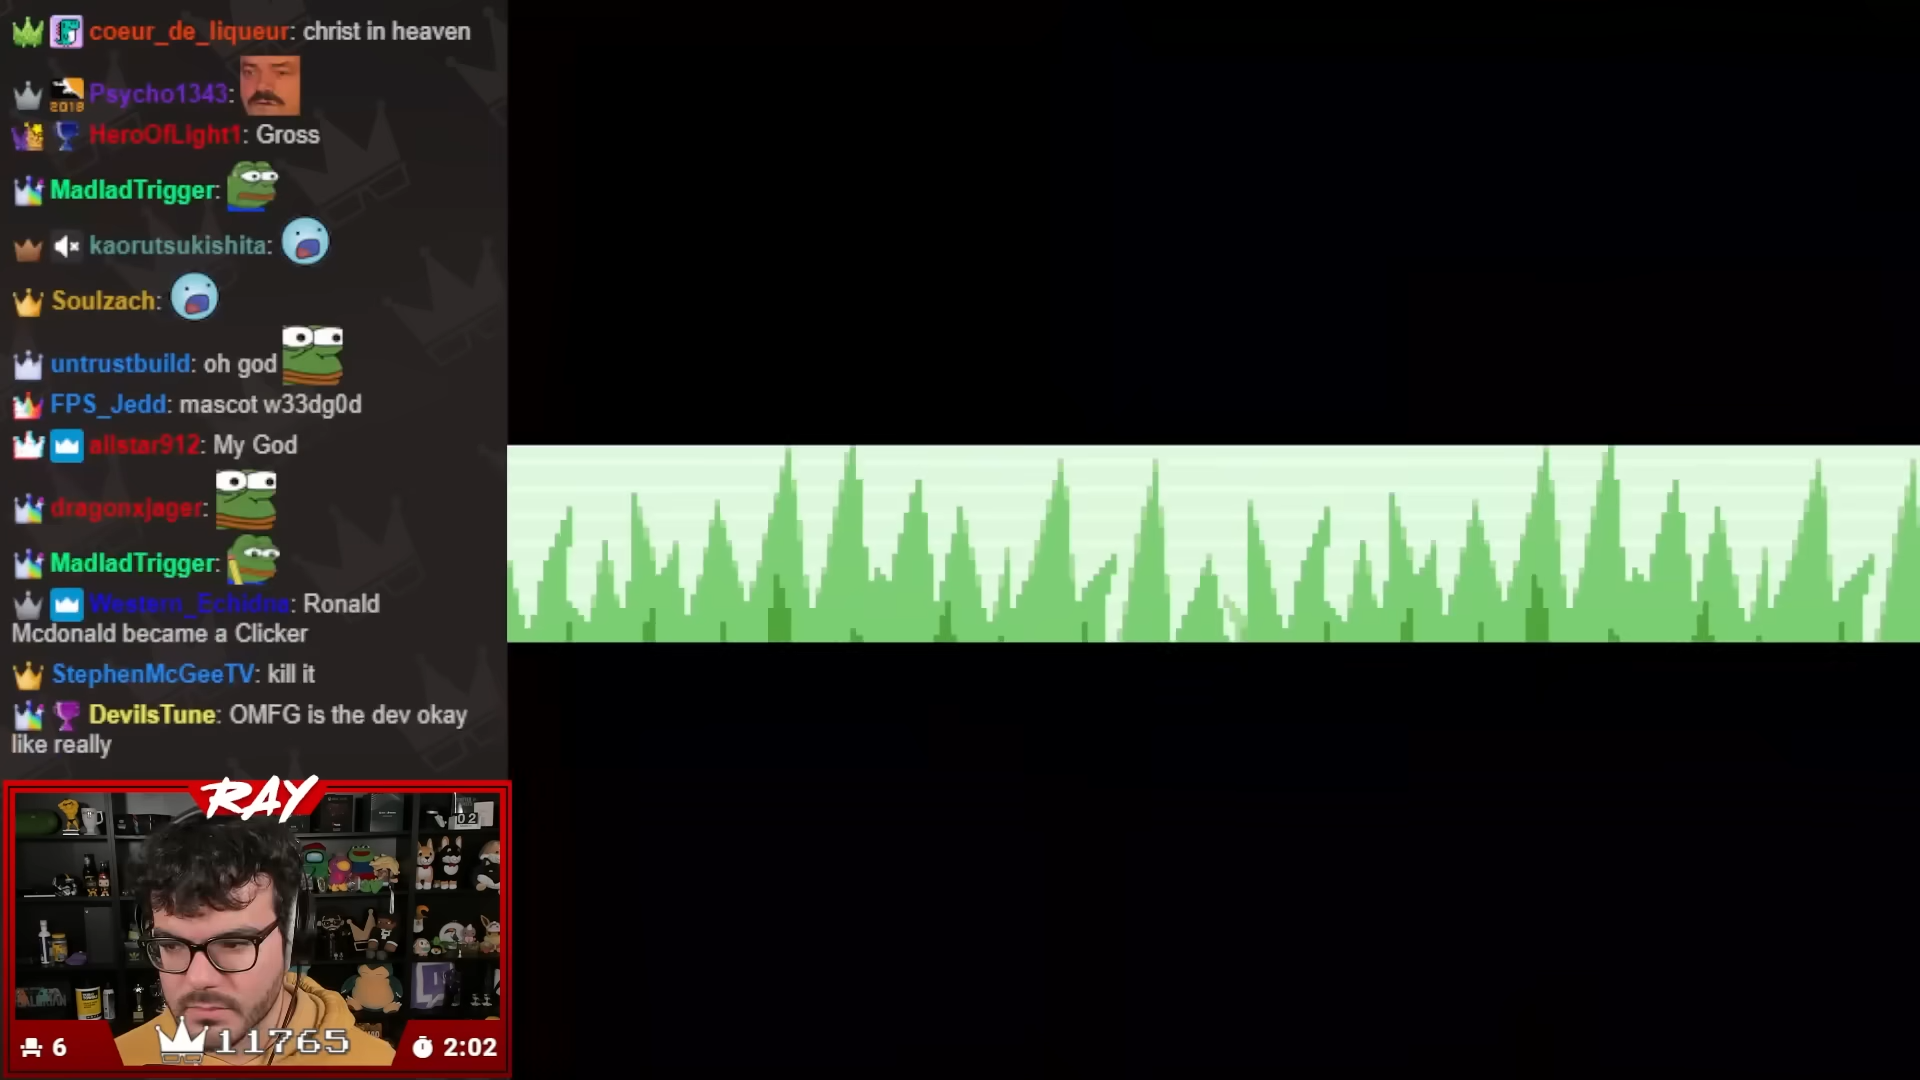 coeur_de_liqueur: christ in heaven
2018 Psycho1343:
HeroOfLight1: Gross
MadladTrigger:
kaorutsukishita:
Soulzach:
untrustbuild: oh god
FPS_Jedd: mascot w33dg0d
allstar912: My God
dragonxjager:
MadladTrigger:
Western_Echidna: Ronald
Mcdonald became a Clicker
StephenMcGeeTV: kill it
DevilsTune: OMFG is the dev okay
like really
RAY
02
6
11765
2:02